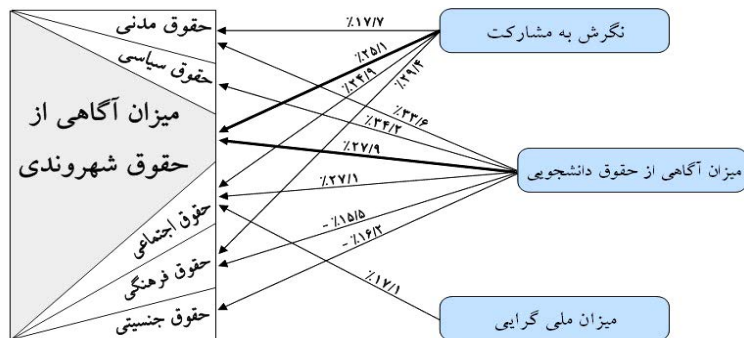 حقوق مدنی
حقوق سیاسی
میزان آگاهی از
حقوق شهروندی
حقوق اجتماعی
حقوق فرهنگی
حقوق جنسیتی
نگرش به مشارکت
میزان آگاهی از حقوق دانشجویی
میزان ملی گرایی
٪۱۷/۷
٪۲۵/۱
٪۲۴/۹
٪۲۹/۴
٪۳۳/۶
٪۳۴/۲
٪۲۷/۹
٪۲۷/۱
- ٪۱۵/۵
- ٪۱۶/۲
٪۱۷/۱